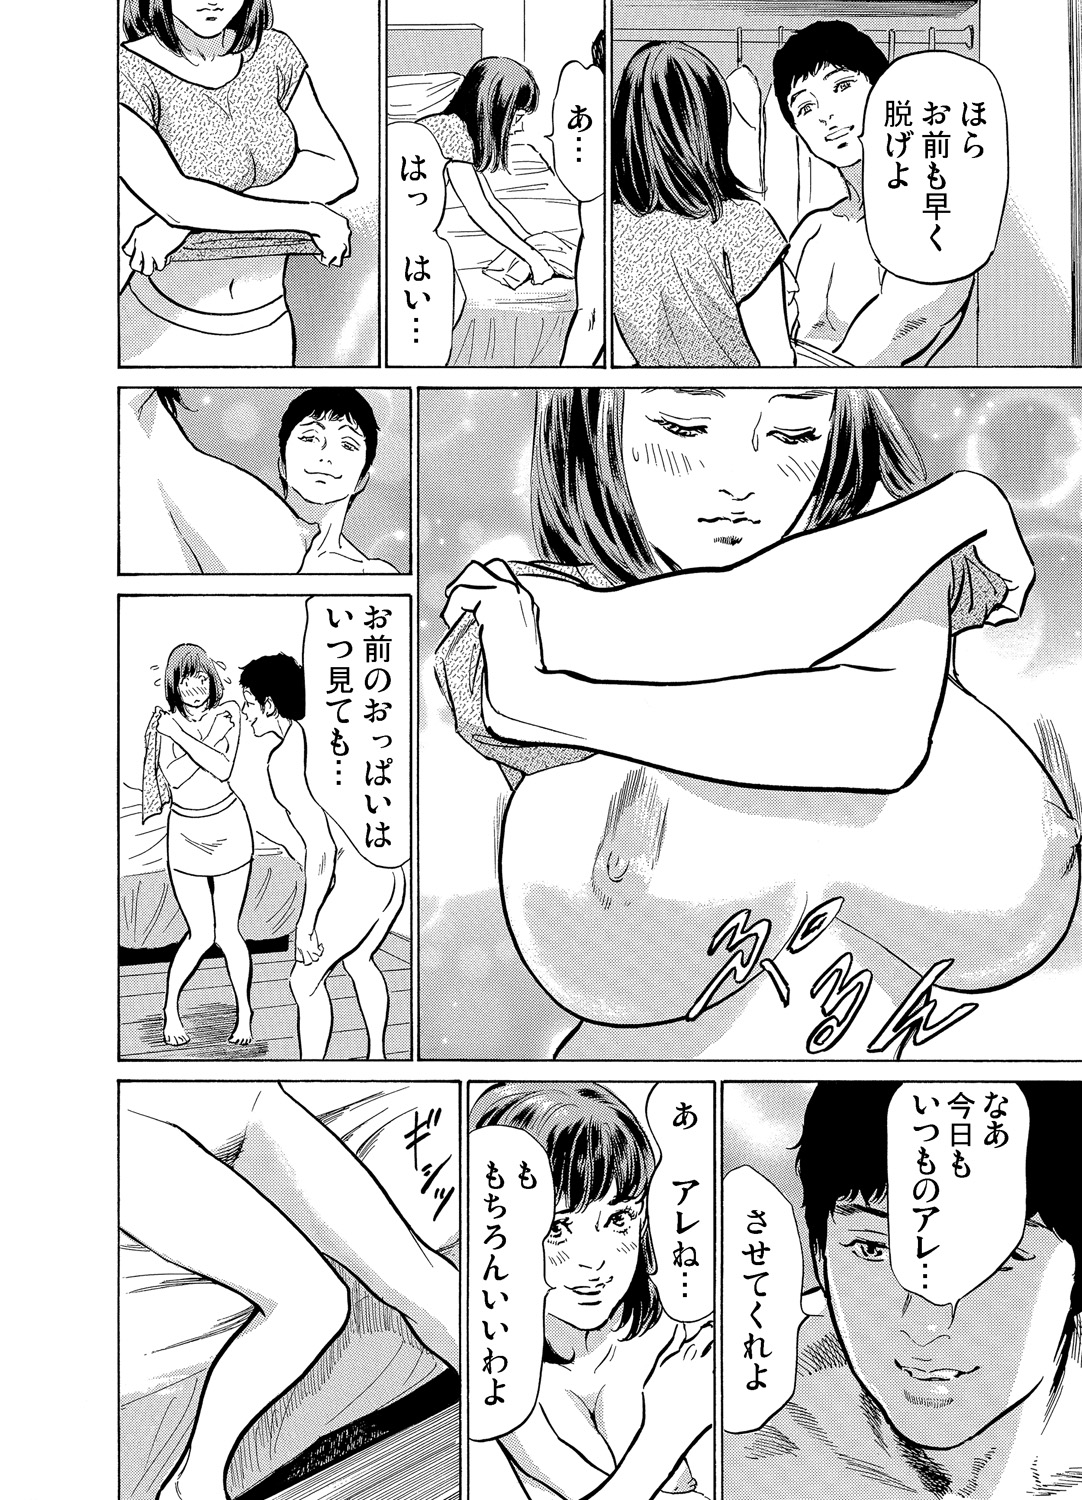 ほら
お前も早く
脱げよ
あ…
はっ
はい…
ぷるん
お前のおっぱいは
いつ見ても…
なあ
今日も
いつものアレ…
させてくれよ
あ
アレね…
も
もちろんいいわよ
ギシッ